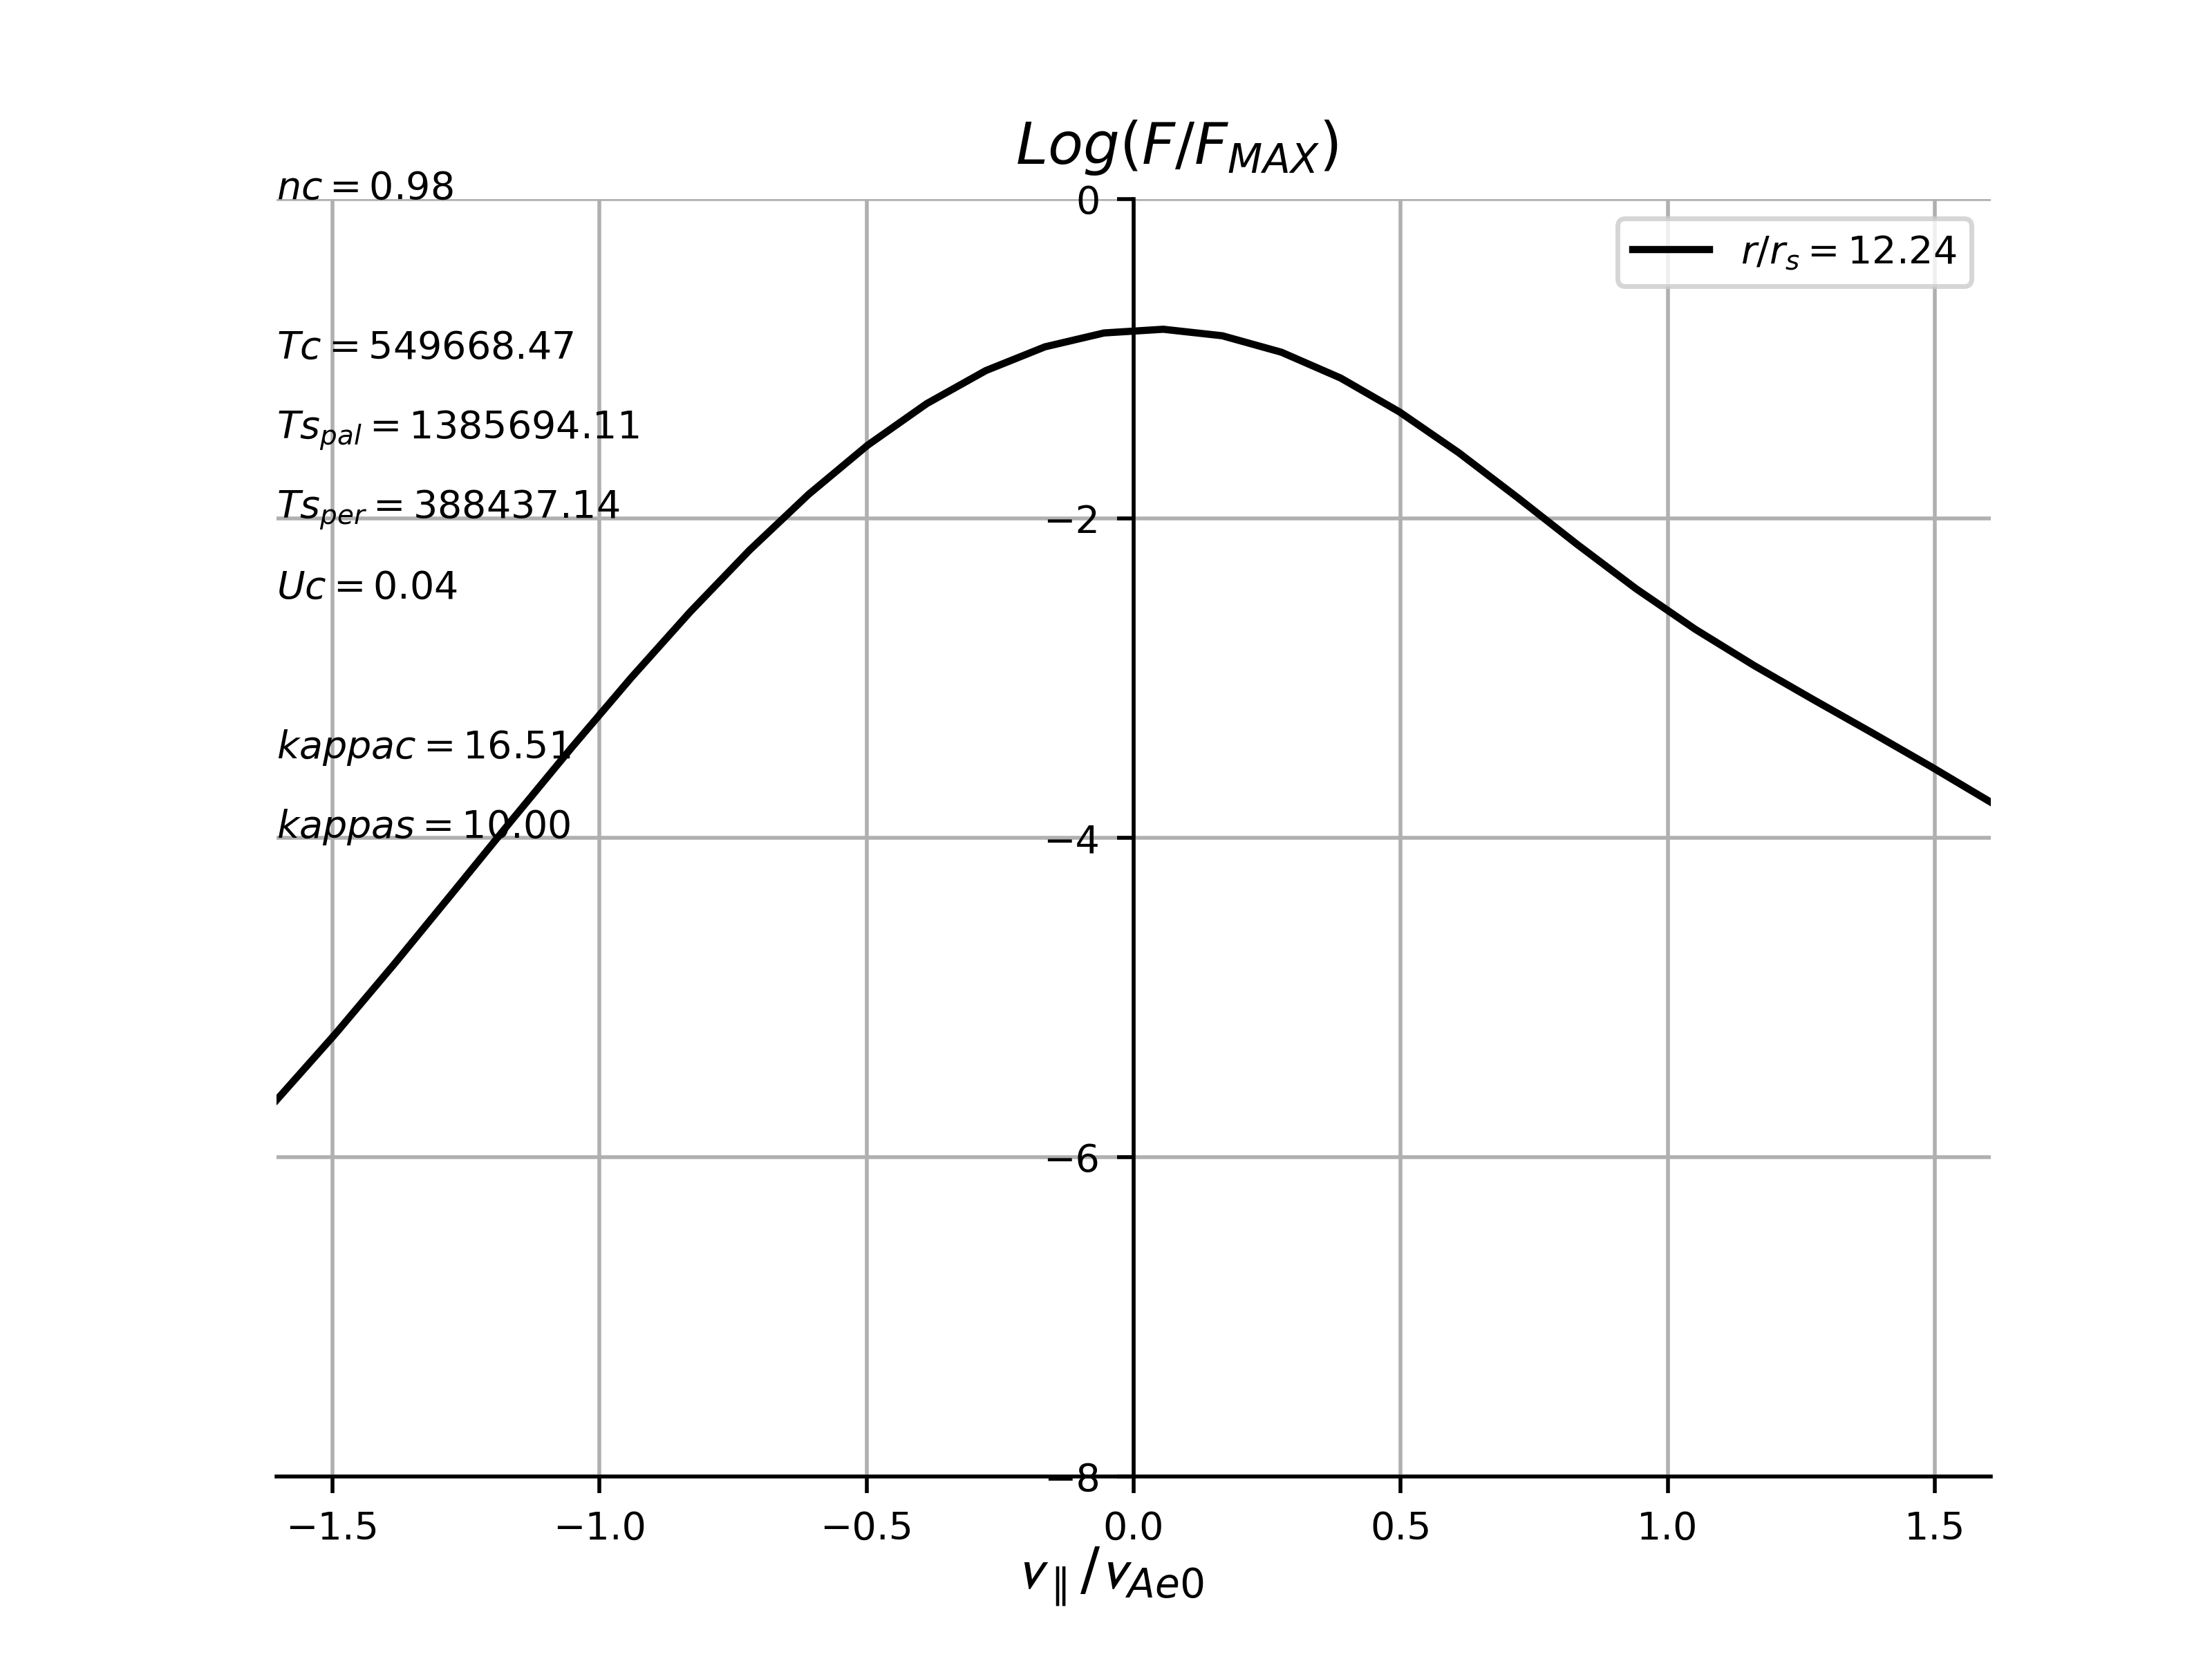 Log(F/F_MAX)
nc = 0.98
0
r/r_s = 12.24
Tc = 549668.47
Ts_pal = 1385694.11
Ts_per = 388437.14
−2
Uc = 0.04
kappac = 16.51
kappas = 10.00
−4
−6
−8
−1.5 −1.0 −0.5 0.0 0.5 1.0 1.5
v_∥/v_Ae0